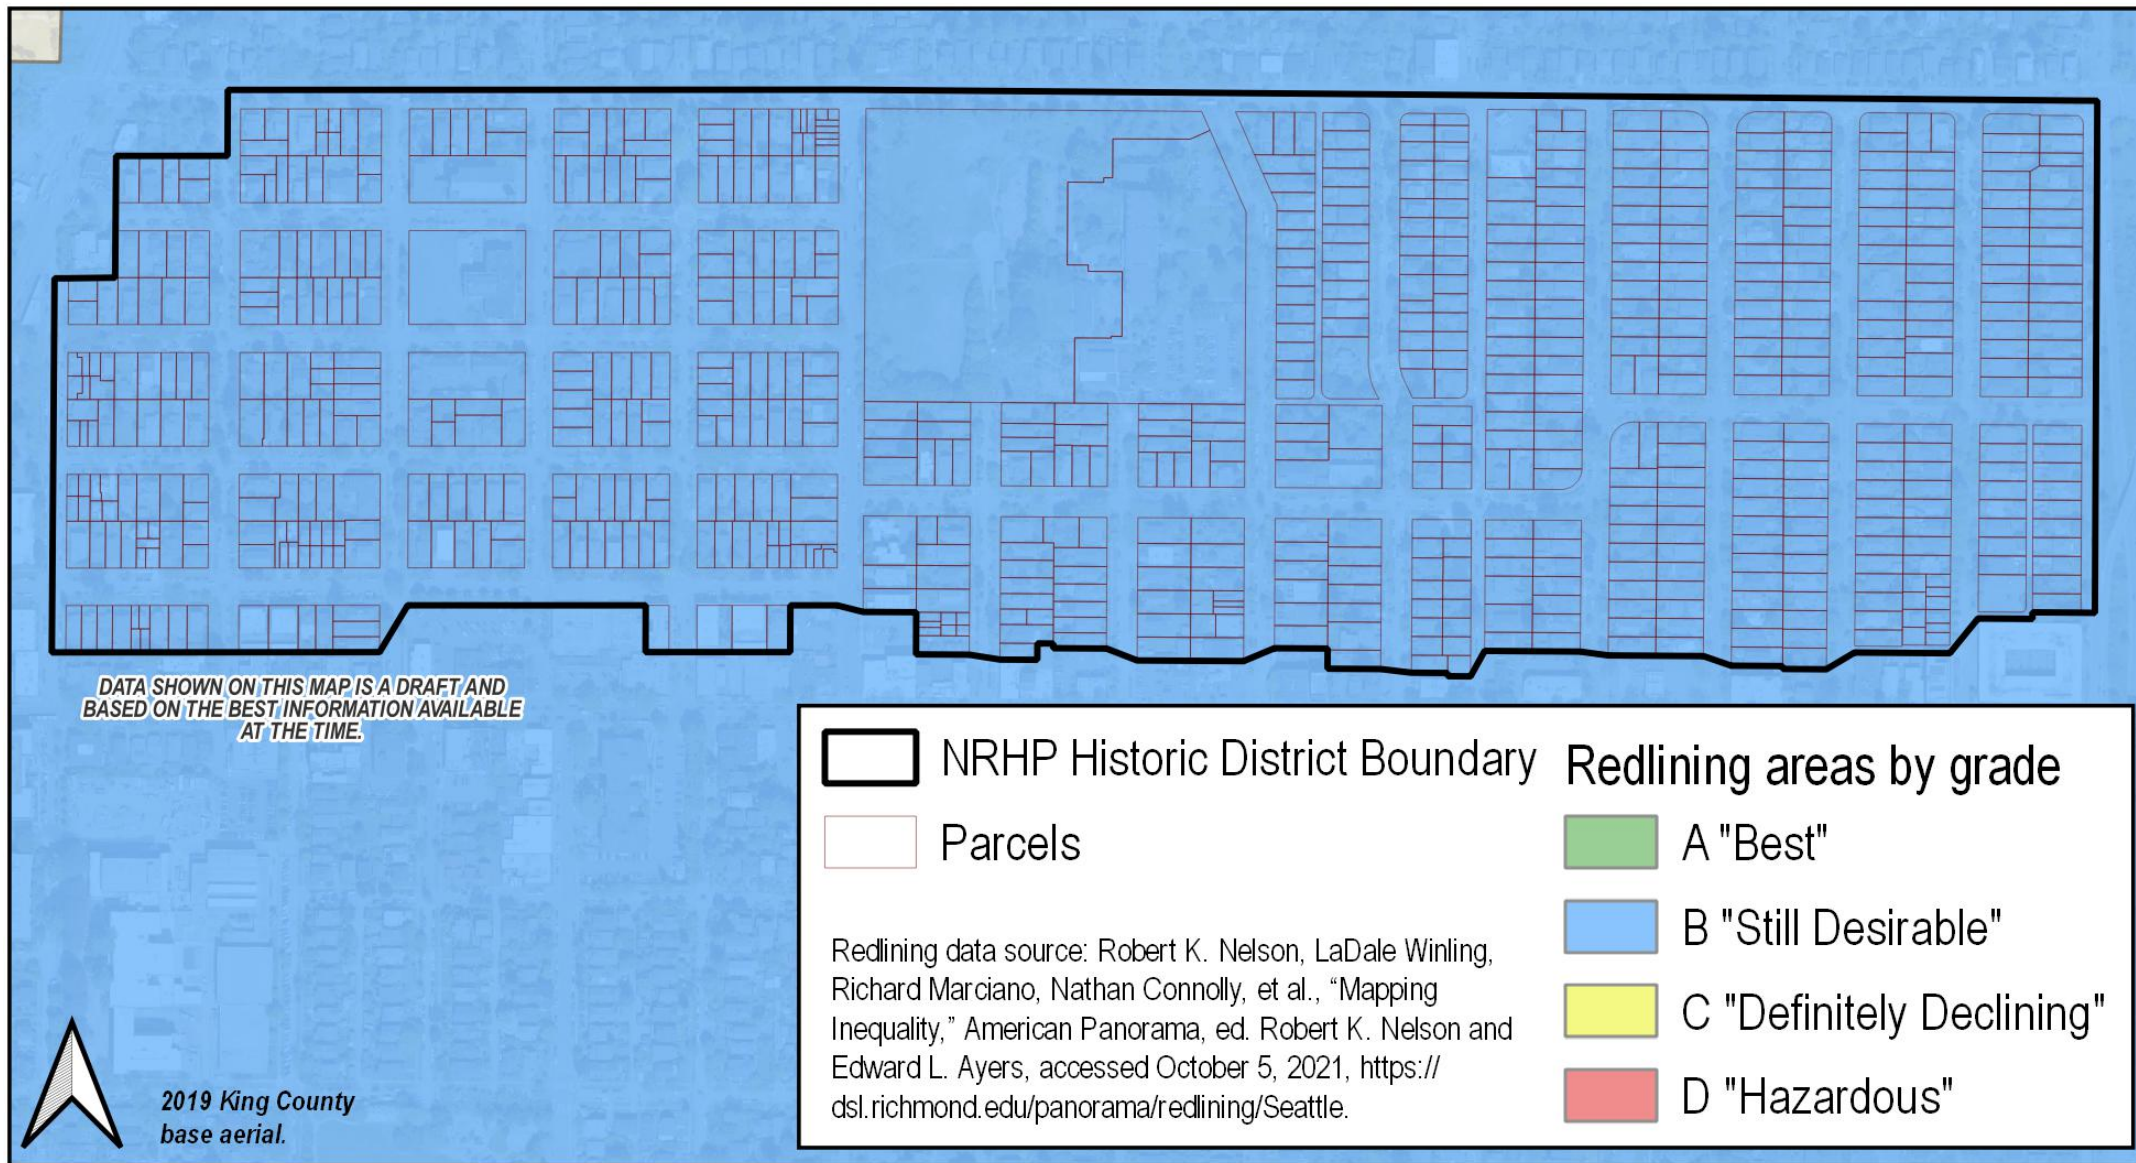 DATA SHOWN ON THIS MAP IS A DRAFT AND
BASED ON THE BEST INFORMATION AVAILABLE
AT THE TIME.
2019 King County
base aerial.
NRHP Historic District Boundary
Parcels
Redlining data source: Robert K. Nelson, LaDale Winling,
Richard Marciano, Nathan Connolly, et al., “Mapping
Inequality,” American Panorama, ed. Robert K. Nelson and
Edward L. Ayers, accessed October 5, 2021, https://
dsl.richmond.edu/panorama/redlining/Seattle.
Redlining areas by grade
A "Best"
B "Still Desirable"
C "Definitely Declining"
D "Hazardous"